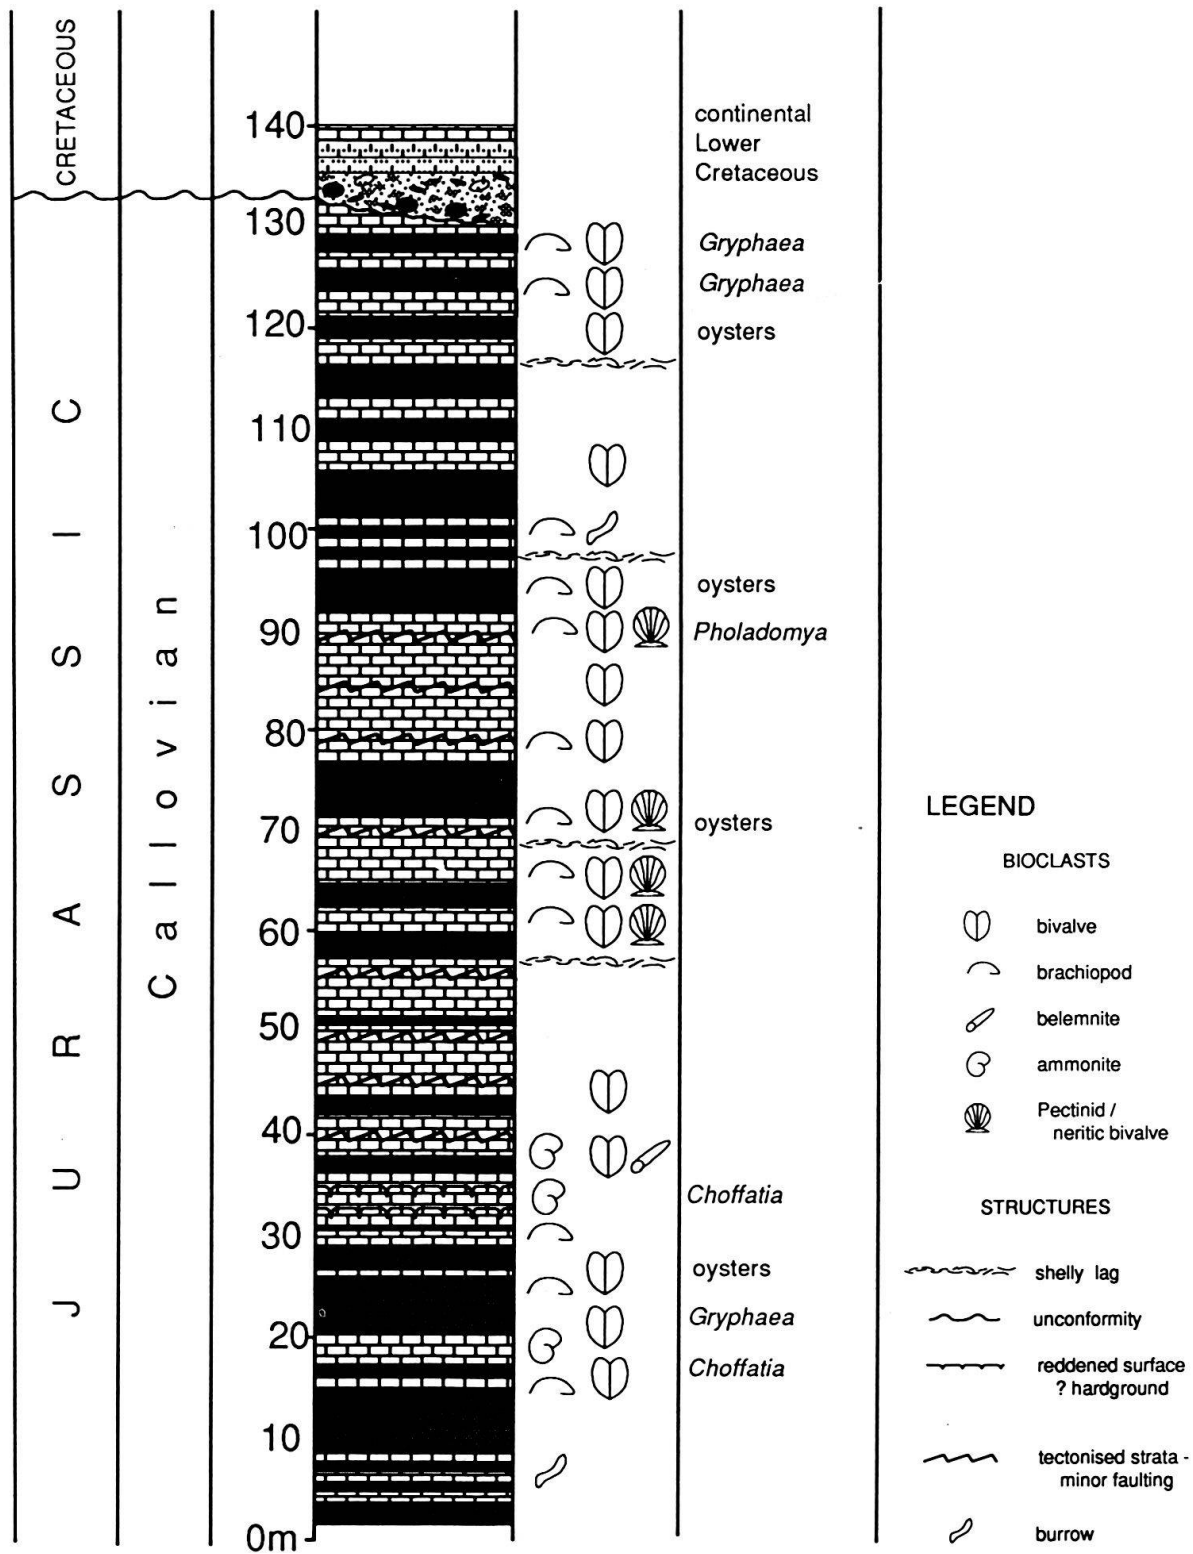 CRETACEOUS
JURASSIC
Callovian
140
130
120
110
100
90
80
70
60
50
40
30
20
10
0m
continental
Lower
Cretaceous
Gryphaea
Gryphaea
oysters
oysters
Pholadomya
oysters
Choffatia
oysters
Gryphaea
Choffatia
LEGEND
BIOCLASTS
bivalve
brachiopod
belemnite
ammonite
Pectinid /
neritic bivalve
STRUCTURES
shelly lag
unconformity
reddened surface
? hardground
tectonised strata -
minor faulting
burrow